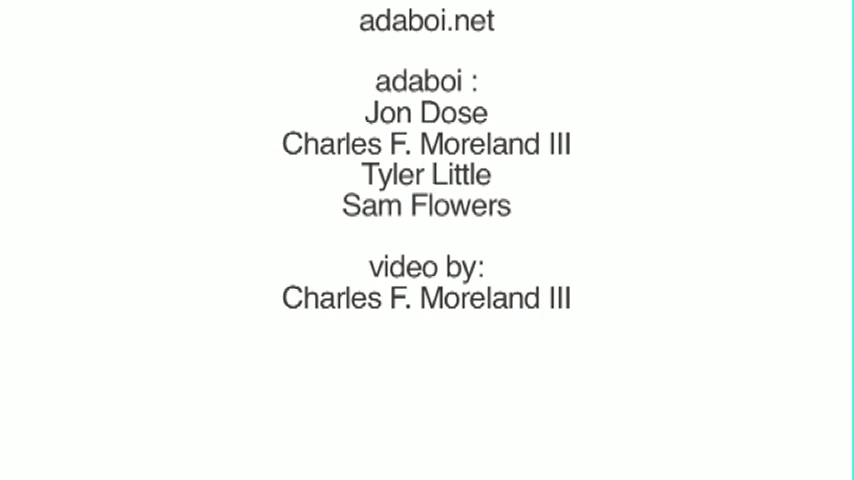 adaboi.net
adaboi :
Jon Dose
Charles F. Moreland III
Tyler Little
Sam Flowers
video by:
Charles F. Moreland III